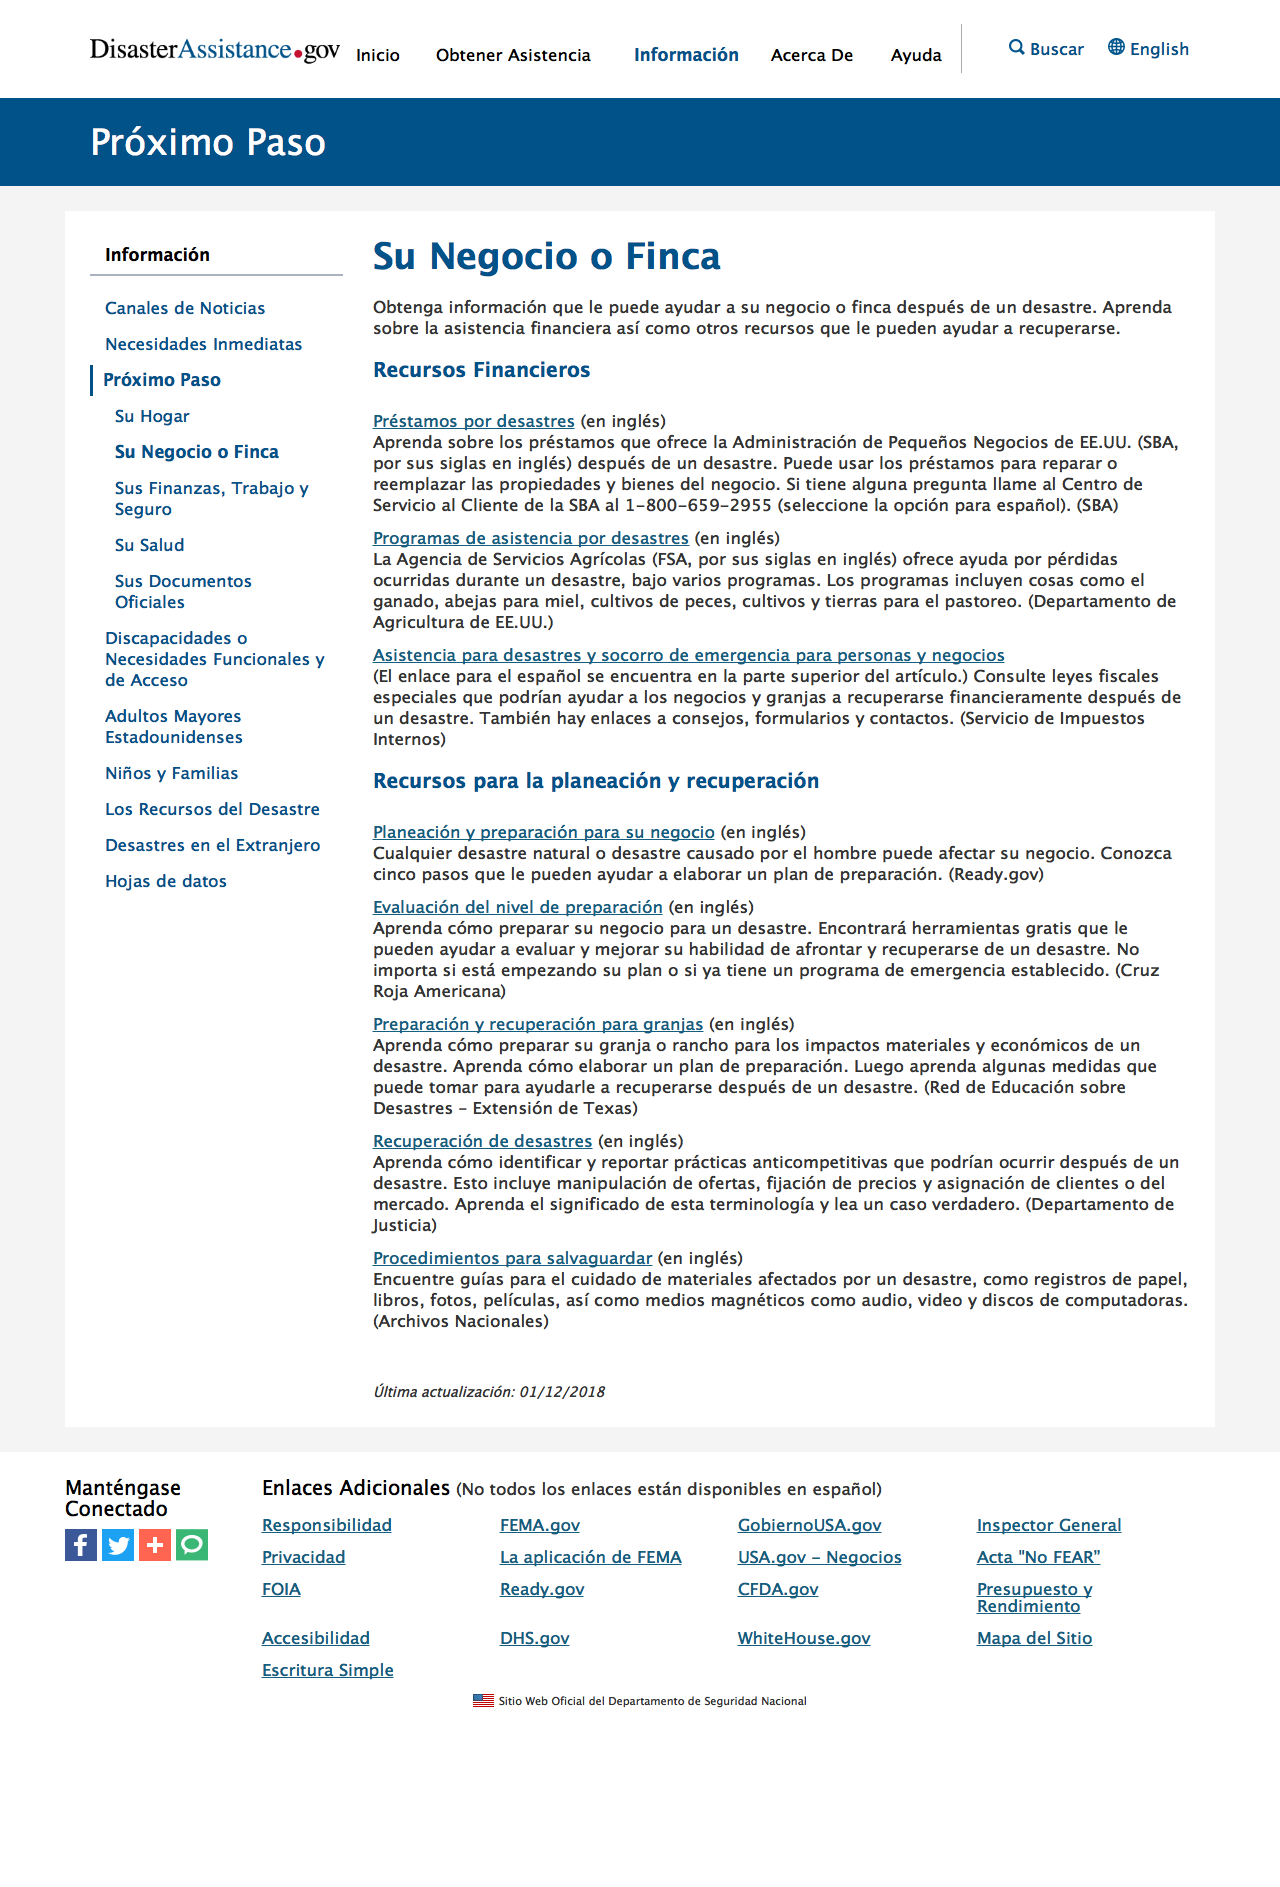 DisasterAssistance.gov
Inicio
Obtener Asistencia
Información
Acerca De
Ayuda
Buscar
English
Próximo Paso
Información
Canales de Noticias
Necesidades Inmediatas
Próximo Paso
Su Hogar
Su Negocio o Finca
Sus Finanzas, Trabajo y
Seguro
Su Salud
Sus Documentos
Oficiales
Discapacidades o
Necesidades Funcionales y
de Acceso
Adultos Mayores
Estadounidenses
Niños y Familias
Los Recursos del Desastre
Desastres en el Extranjero
Hojas de datos
Su Negocio o Finca
Obtenga información que le puede ayudar a su negocio o finca después de un desastre. Aprenda
sobre la asistencia financiera así como otros recursos que le pueden ayudar a recuperarse.
Recursos Financieros
Préstamos por desastres (en inglés)
Aprenda sobre los préstamos que ofrece la Administración de Pequeños Negocios de EE.UU. (SBA,
por sus siglas en inglés) después de un desastre. Puede usar los préstamos para reparar o
reemplazar las propiedades y bienes del negocio. Si tiene alguna pregunta llame al Centro de
Servicio al Cliente de la SBA al 1-800-659-2955 (seleccione la opción para español). (SBA)
Programas de asistencia por desastres (en inglés)
La Agencia de Servicios Agrícolas (FSA, por sus siglas en inglés) ofrece ayuda por pérdidas
ocurridas durante un desastre, bajo varios programas. Los programas incluyen cosas como el
ganado, abejas para miel, cultivos de peces, cultivos y tierras para el pastoreo. (Departamento de
Agricultura de EE.UU.)
Asistencia para desastres y socorro de emergencia para personas y negocios
(El enlace para el español se encuentra en la parte superior del artículo.) Consulte leyes fiscales
especiales que podrían ayudar a los negocios y granjas a recuperarse financieramente después de
un desastre. También hay enlaces a consejos, formularios y contactos. (Servicio de Impuestos
Internos)
Recursos para la planeación y recuperación
Planeación y preparación para su negocio (en inglés)
Cualquier desastre natural o desastre causado por el hombre puede afectar su negocio. Conozca
cinco pasos que le pueden ayudar a elaborar un plan de preparación. (Ready.gov)
Evaluación del nivel de preparación (en inglés)
Aprenda cómo preparar su negocio para un desastre. Encontrará herramientas gratis que le
pueden ayudar a evaluar y mejorar su habilidad de afrontar y recuperarse de un desastre. No
importa si está empezando su plan o si ya tiene un programa de emergencia establecido. (Cruz
Roja Americana)
Preparación y recuperación para granjas (en inglés)
Aprenda cómo preparar su granja o rancho para los impactos materiales y económicos de un
desastre. Aprenda cómo elaborar un plan de preparación. Luego aprenda algunas medidas que
puede tomar para ayudarle a recuperarse después de un desastre. (Red de Educación sobre
Desastres – Extensión de Texas)
Recuperación de desastres (en inglés)
Aprenda cómo identificar y reportar prácticas anticompetitivas que podrían ocurrir después de un
desastre. Esto incluye manipulación de ofertas, fijación de precios y asignación de clientes o del
mercado. Aprenda el significado de esta terminología y lea un caso verdadero. (Departamento de
Justicia)
Procedimientos para salvaguardar (en inglés)
Encuentre guías para el cuidado de materiales afectados por un desastre, como registros de papel,
libros, fotos, películas, así como medios magnéticos como audio, video y discos de computadoras.
(Archivos Nacionales)
Última actualización: 01/12/2018
Manténgase
Conectado
Enlaces Adicionales (No todos los enlaces están disponibles en español)
Responsibilidad
FEMA.gov
GobiernoUSA.gov
Inspector General
Privacidad
La aplicación de FEMA
USA.gov – Negocios
Acta "No FEAR”
FOIA
Ready.gov
CFDA.gov
Presupuesto y
Rendimiento
Accesibilidad
DHS.gov
WhiteHouse.gov
Mapa del Sitio
Escritura Simple
Sitio Web Oficial del Departamento de Seguridad Nacional